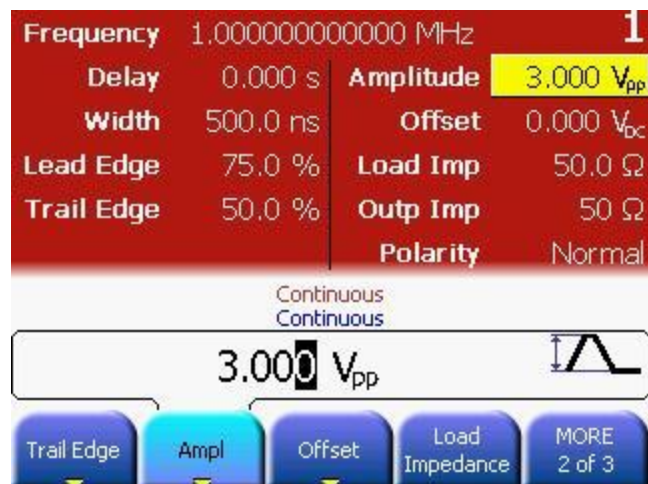 Frequency 1.000000000000 MHz 1
Delay 0.000 s Amplitude 3.000 Vpp
Width 500.0 ns Offset 0.000 VDC
Lead Edge 75.0 % Load Imp 50.0 Ω
Trail Edge 50.0 % Outp Imp 50 Ω
Polarity Normal
Continuous
Continuous
3.000 Vpp
Trail Edge Ampl Offset Load Impedance MORE 2 of 3